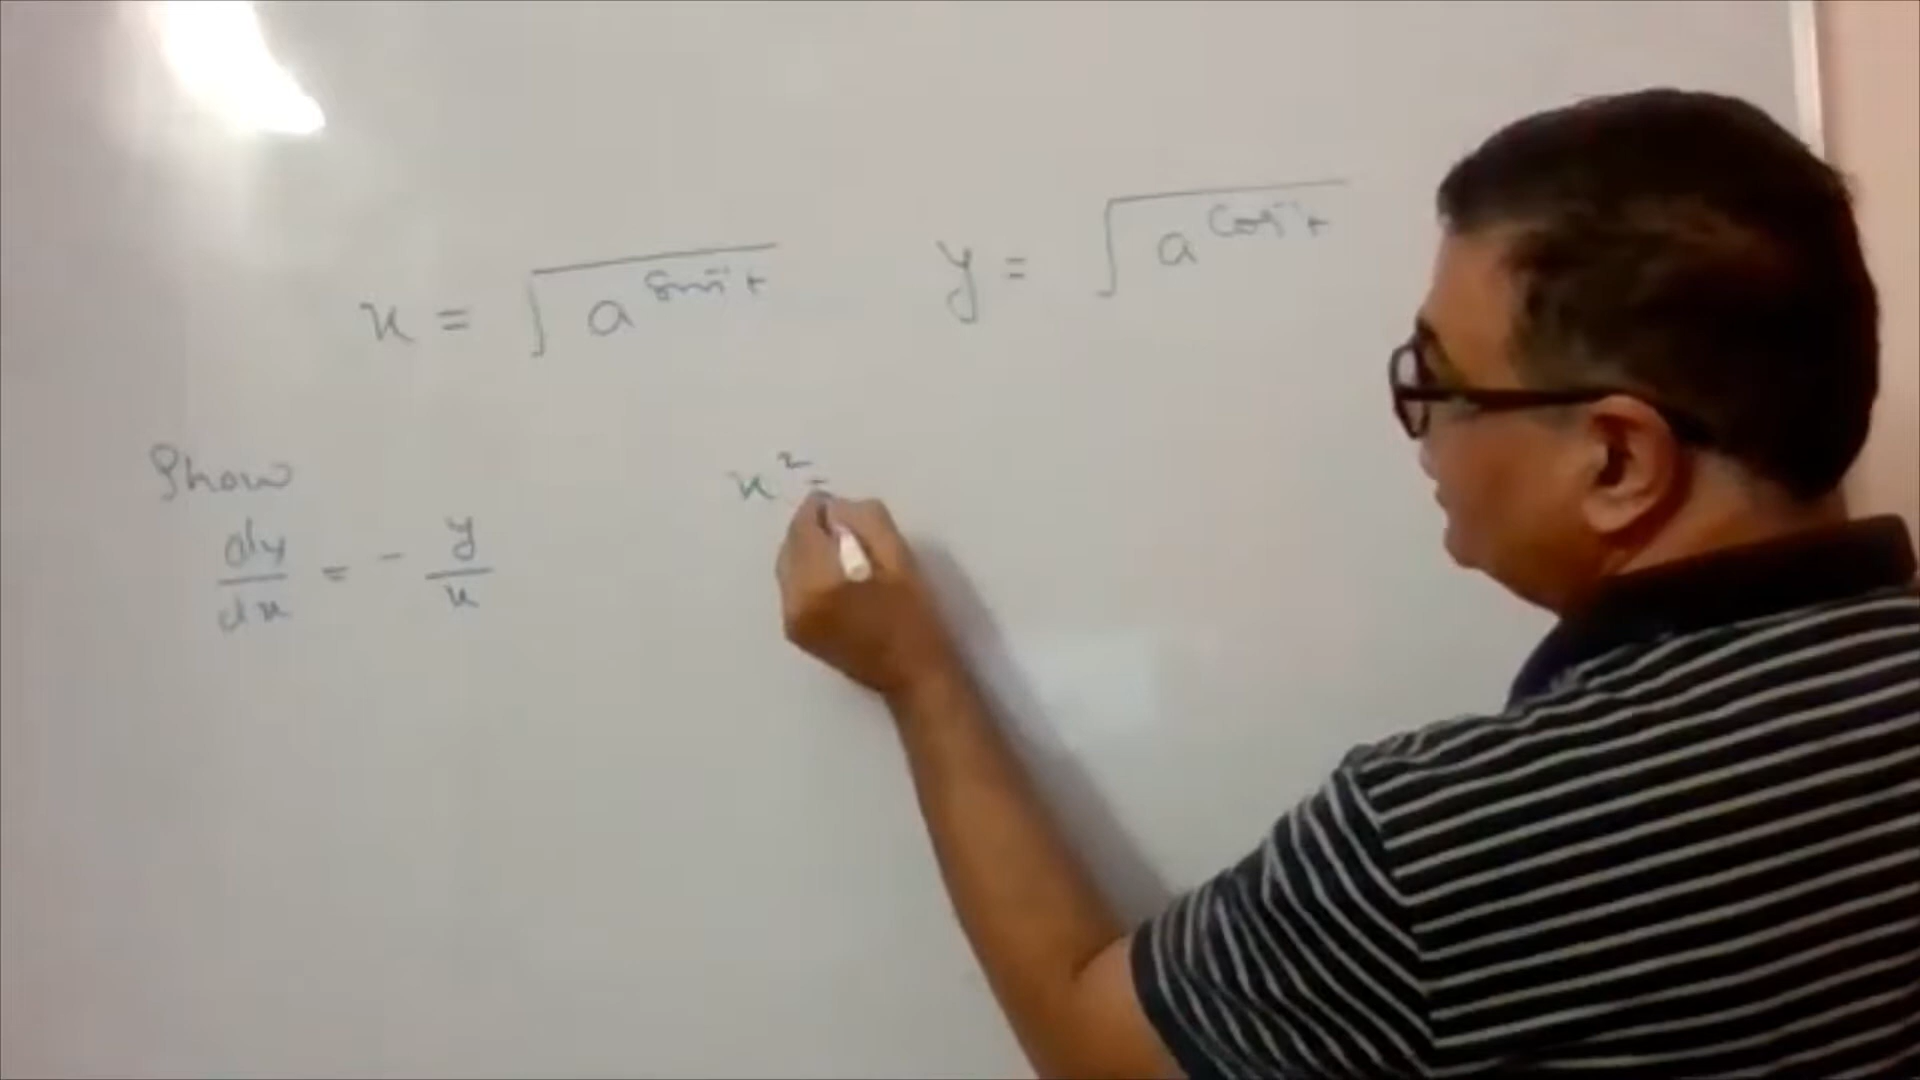 x = √a^sin⁻¹t y = √a^cos⁻¹t
Show
dy/dx = - y/x
x² =